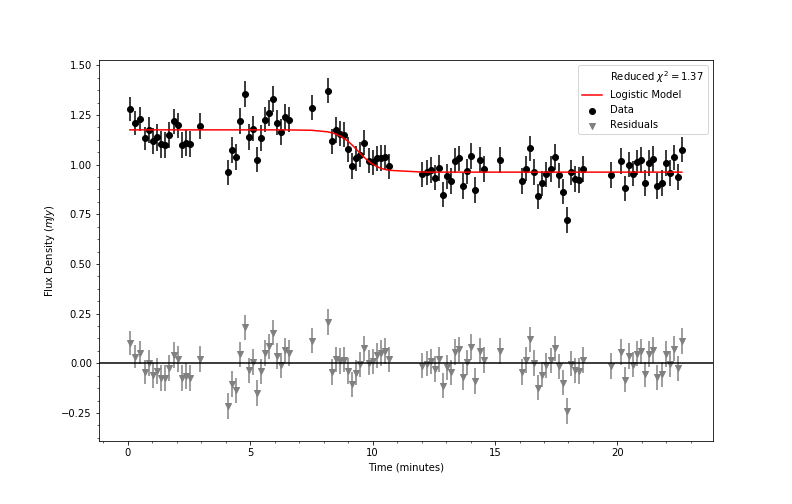 1.50
1.25
1.00
0.75
0.50
0.25
0.00
−0.25
Flux Density (mJy)
0 5 10 15 20
Time (minutes)
Reduced χ² = 1.37
Logistic Model
Data
Residuals